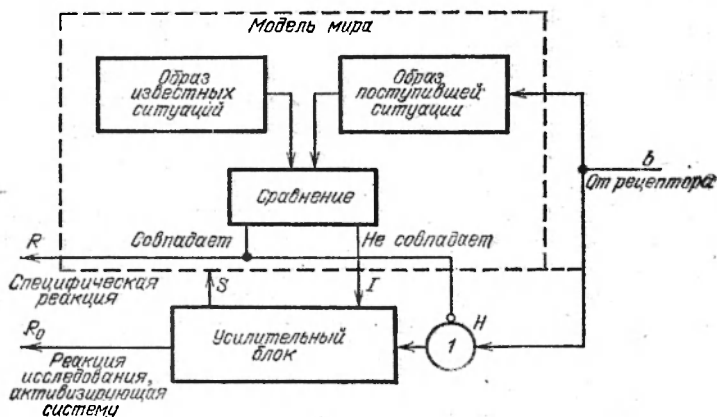 Модель мира
Образ
известных
ситуаций
Образ
поступившей
ситуации
b
От рецептора
Сравнение
R
Совпадает
Не совпадает
Специфическая
реакция
S
I
H
R₀
Усилительный
блок
1
Реакция
исследования,
активизирующая
систему